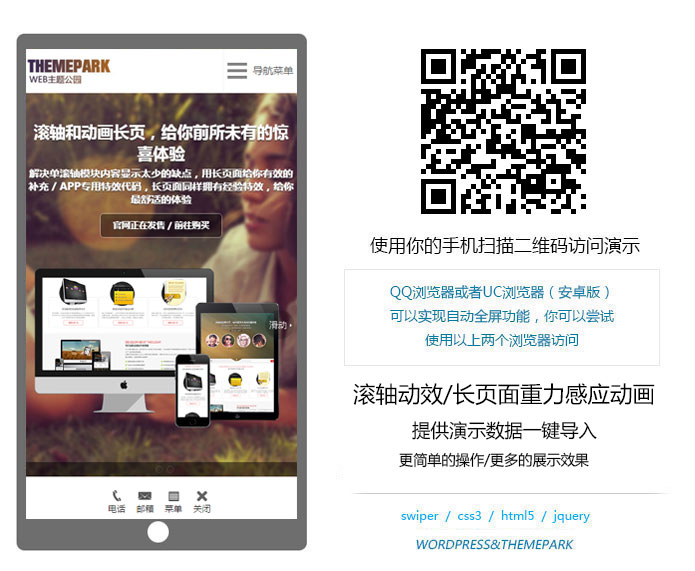 THEMEPARK
WEB主题公园
导航菜单
滚轴和动画长页，给你前所未有的惊
喜体验
解决单滚轴模块内容显示太少的缺点，用长页面给你有效的
补充 / APP专用特效代码，长页面同样拥有经验特效，给你
最舒适的体验
官网正在发售 / 前往购买
滑动
电话 邮箱 菜单 关闭
使用你的手机扫描二维码访问演示
QQ浏览器或者UC浏览器（安卓版）
可以实现自动全屏功能，你可以尝试
使用以上两个浏览器访问
滚轴动效/长页面重力感应动画
提供演示数据一键导入
更简单的操作/更多的展示效果
swiper / css3 / html5 / jquery
WORDPRESS&THEMEPARK